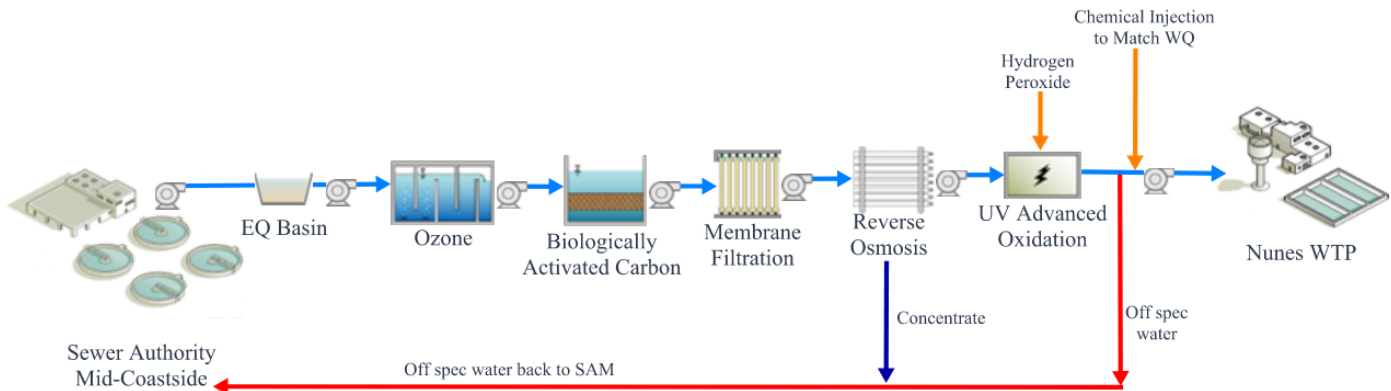 Chemical Injection
to Match WQ
Hydrogen
Peroxide
EQ Basin
Ozone
Biologically
Activated Carbon
Membrane
Filtration
Reverse
Osmosis
UV Advanced
Oxidation
Nunes WTP
Concentrate
Off spec
water
Sewer Authority
Mid-Coastside
Off spec water back to SAM